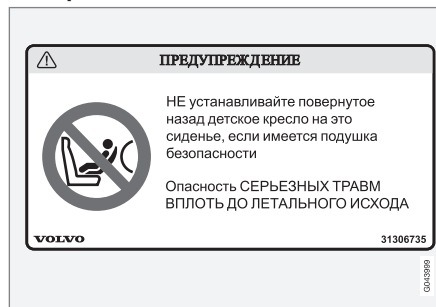 ПРЕДУПРЕЖДЕНИЕ
НЕ устанавливайте повернутое
назад детское кресло на это
сиденье, если имеется подушка
безопасности
Опасность СЕРЬЕЗНЫХ ТРАВМ
ВПЛОТЬ ДО ЛЕТАЛЬНОГО ИСХОДА
VOLVO
31306735
G043999